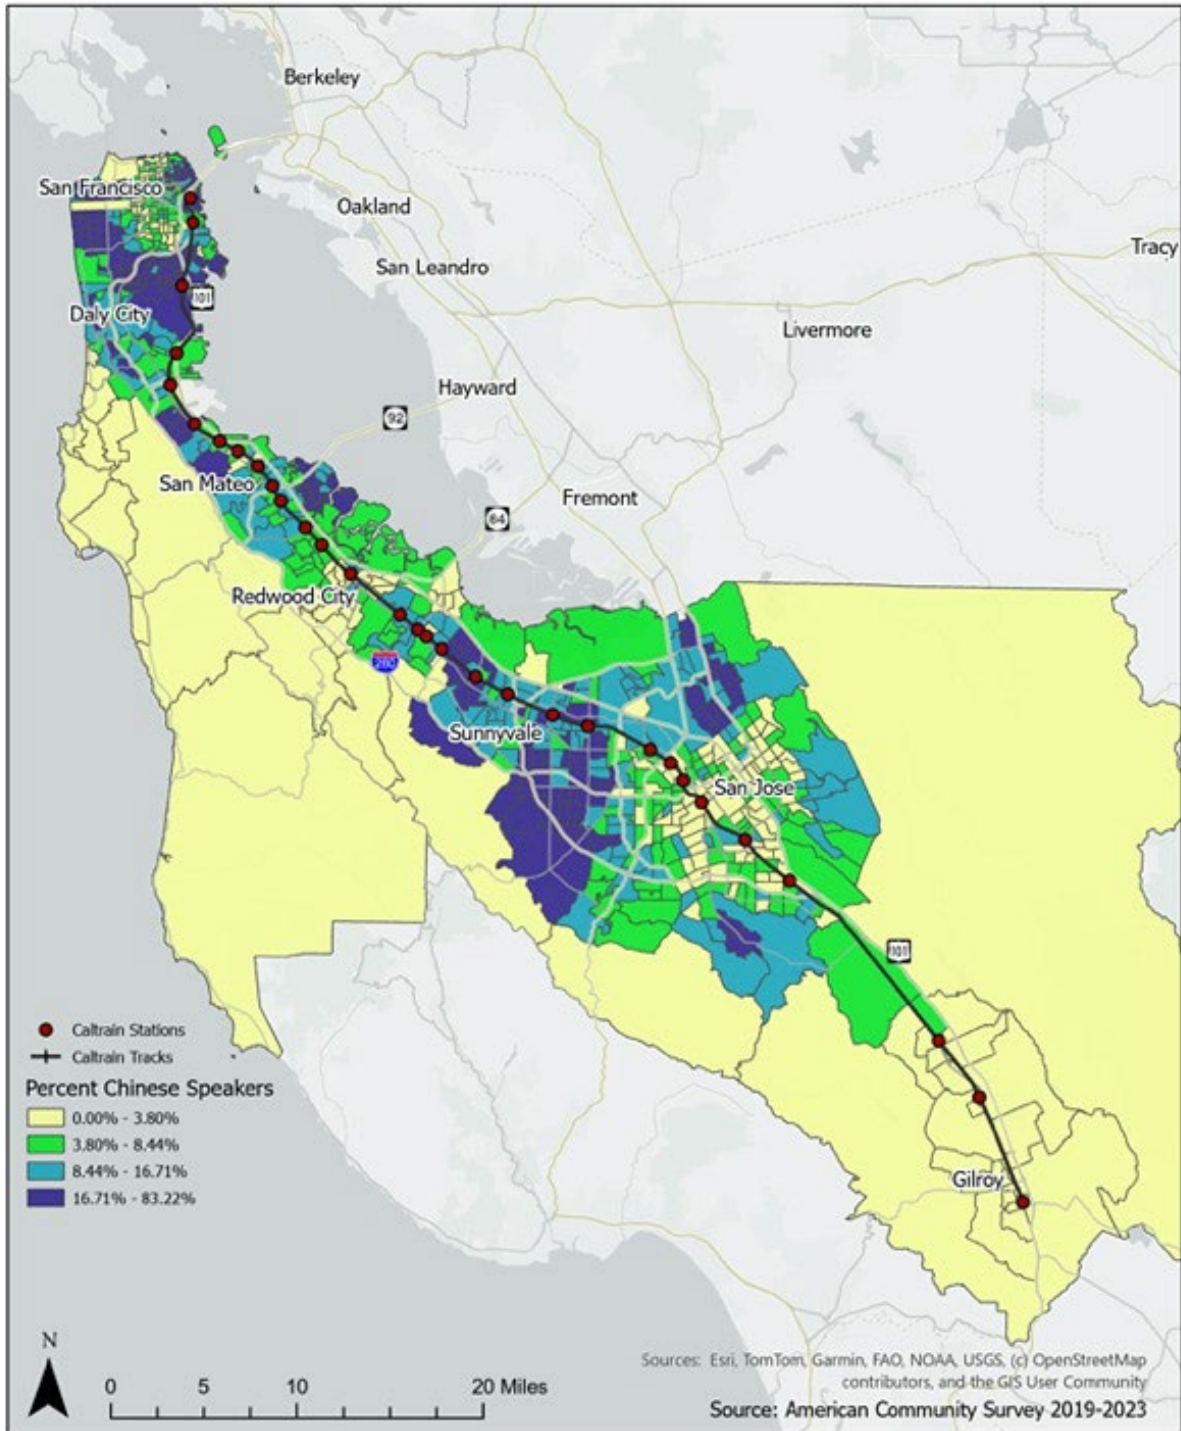 Berkeley
San Francisco
Oakland
Tracy
San Leandro
101
Daly City
Livermore
Hayward
92
San Mateo
Fremont
84
Redwood City
280
Sunnyvale
San Jose
101
Caltrain Stations
Caltrain Tracks
Percent Chinese Speakers
0.00% - 3.80%
3.80% - 8.44%
8.44% - 16.71%
16.71% - 83.22%
Gilroy
N
0 5 10 20 Miles
Sources: Esri, TomTom, Garmin, FAO, NOAA, USGS, (c) OpenStreetMap
contributors, and the GIS User Community
Source: American Community Survey 2019-2023